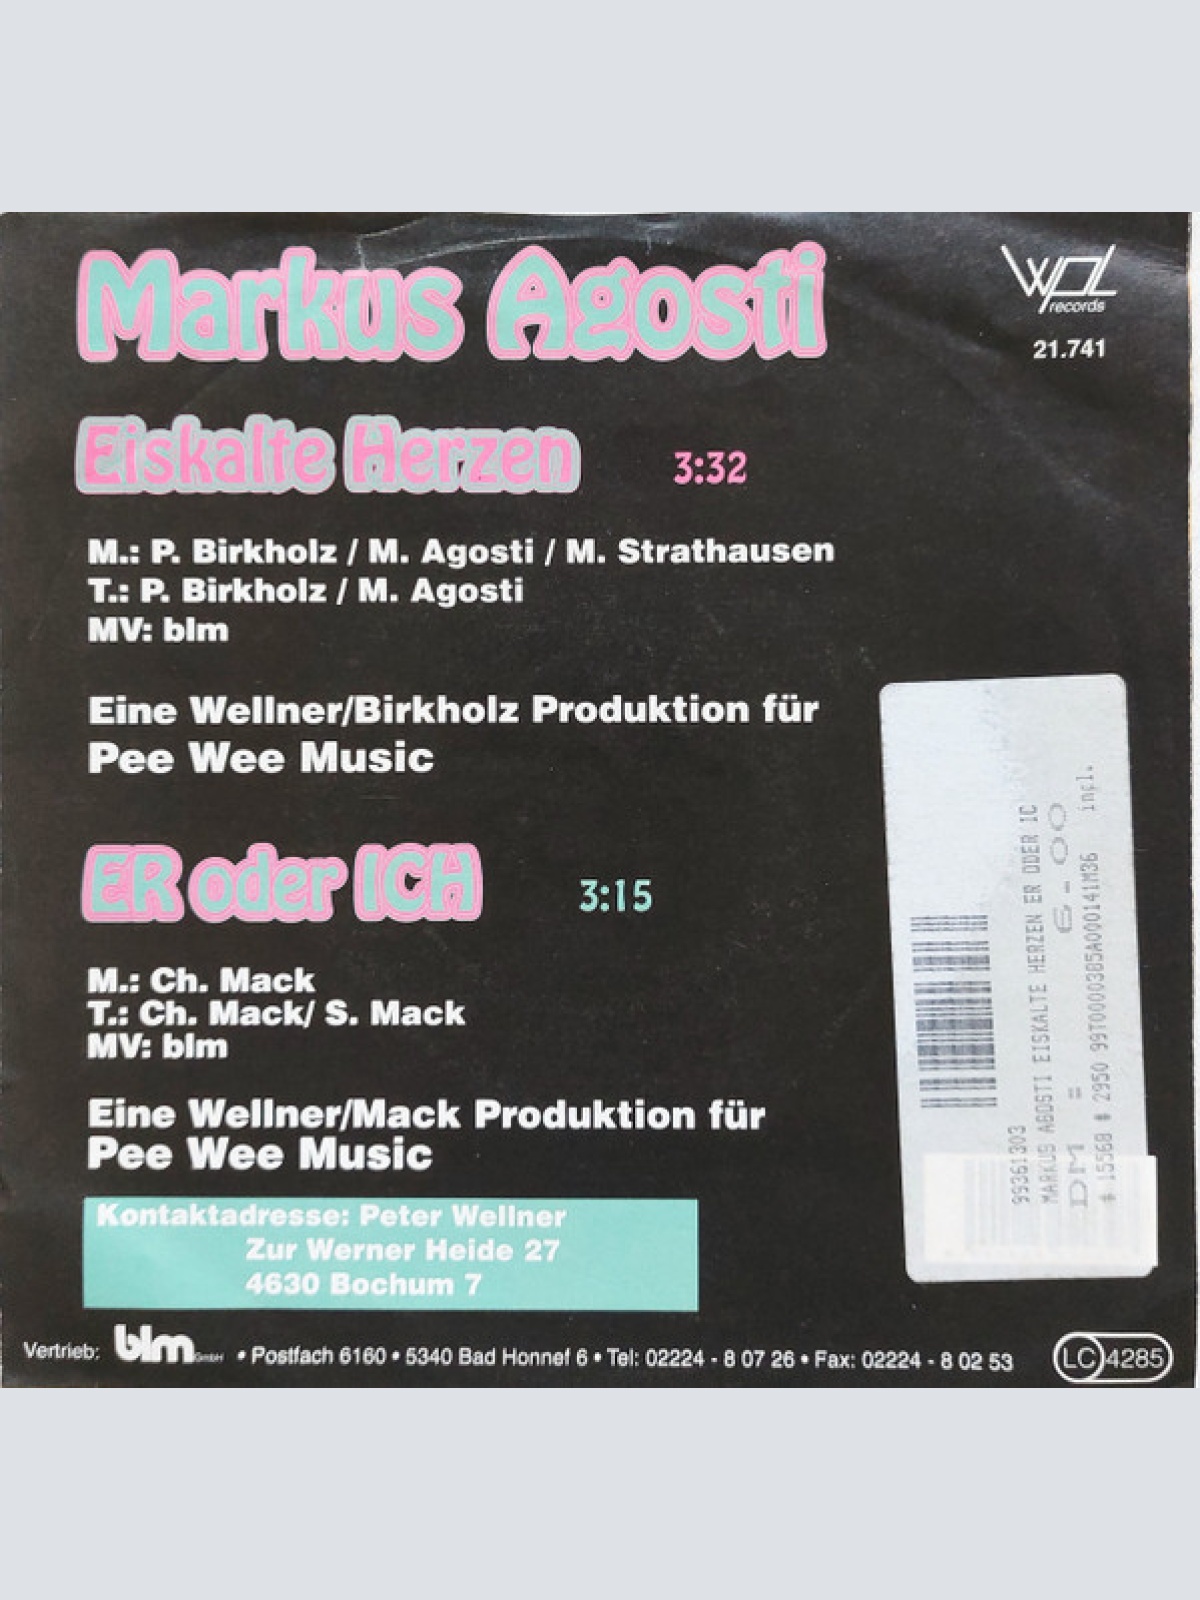 Markus Agosti
WPL
records
21.741
Eiskalte Herzen 3:32
M.: P. Birkholz / M. Agosti / M. Strathausen
T.: P. Birkholz / M. Agosti
MV: blm
Eine Wellner/Birkholz Produktion für
Pee Wee Music
ER oder ICH 3:15
M.: Ch. Mack
T.: Ch. Mack/ S. Mack
MV: blm
Eine Wellner/Mack Produktion für
Pee Wee Music
Kontaktadresse: Peter Wellner
Zur Werner Heide 27
4630 Bochum 7
Vertrieb: blm GmbH • Postfach 6160 • 5340 Bad Honnef 6 • Tel: 02224 - 8 07 26 • Fax: 02224 - 8 02 53
LC 4285
99361303
MARKUS AGOSTI EISKALTE HERZEN ER ODER IC
DM = 6-00
$ 15568 $ 2950 99T0000385A000141M36 incl.